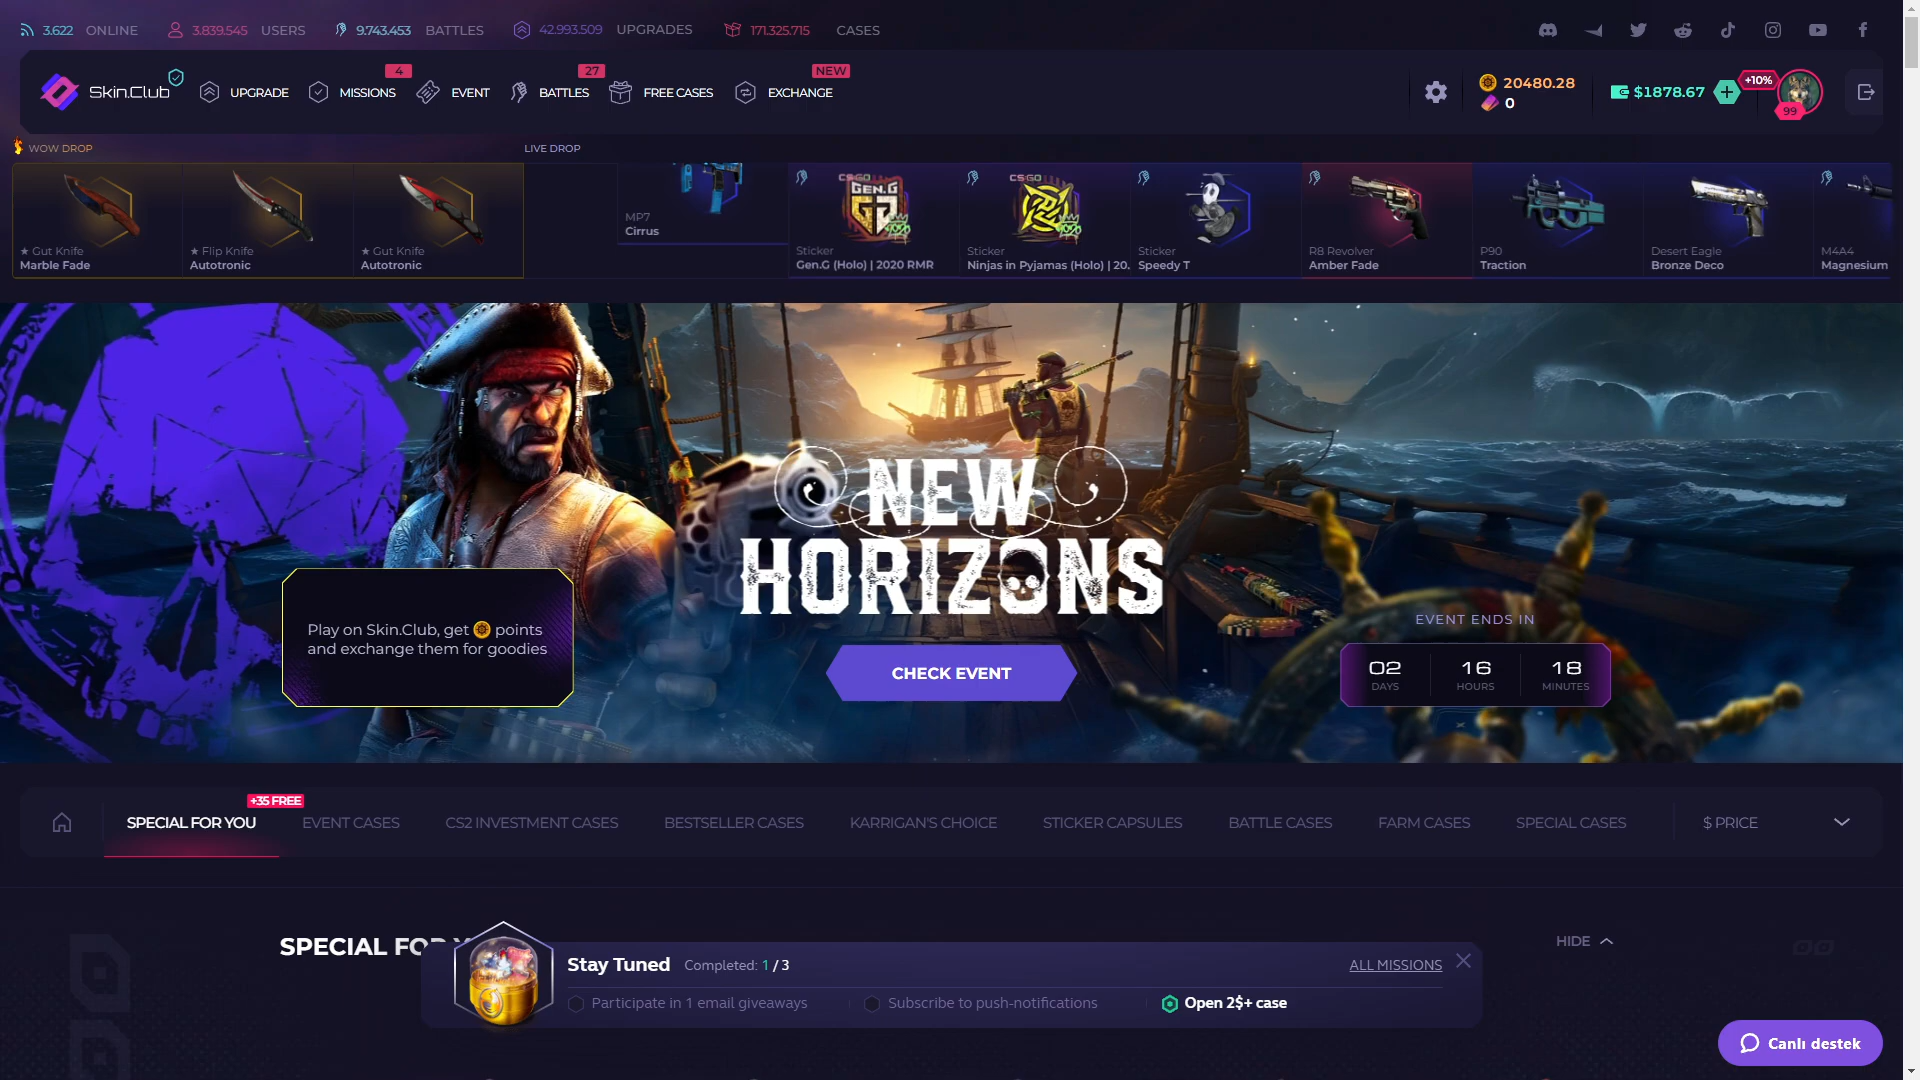 3.622 ONLINE 3.839.545 USERS 9.743.453 BATTLES 42.993.509 UPGRADES 171.325.715 CASES
Skin.Club
UPGRADE
MISSIONS 4
EVENT
BATTLES 27
FREE CASES
EXCHANGE NEW
20480.28
0
$1878.67
+10%
99
WOW DROP
LIVE DROP
★ Gut Knife
Marble Fade
★ Flip Knife
Autotronic
★ Gut Knife
Autotronic
MP7
Cirrus
CS:GO
GEN.G
Sticker
Gen.G (Holo) | 2020 RMR
CS:GO
Sticker
Ninjas in Pyjamas (Holo) | 20.
Sticker
Speedy T
R8 Revolver
Amber Fade
P90
Traction
Desert Eagle
Bronze Deco
M4A4
Magnesium
NEW
HORIZONS
Play on Skin.Club, get points
and exchange them for goodies
CHECK EVENT
EVENT ENDS IN
02 16 18
DAYS HOURS MINUTES
+35 FREE
SPECIAL FOR YOU EVENT CASES CS2 INVESTMENT CASES BESTSELLER CASES KARRIGAN'S CHOICE STICKER CAPSULES BATTLE CASES FARM CASES SPECIAL CASES $ PRICE
SPECIAL FOR Y
HIDE
Stay Tuned Completed: 1 / 3 ALL MISSIONS
Participate in 1 email giveaways Subscribe to push-notifications Open 2$+ case
Canlı destek